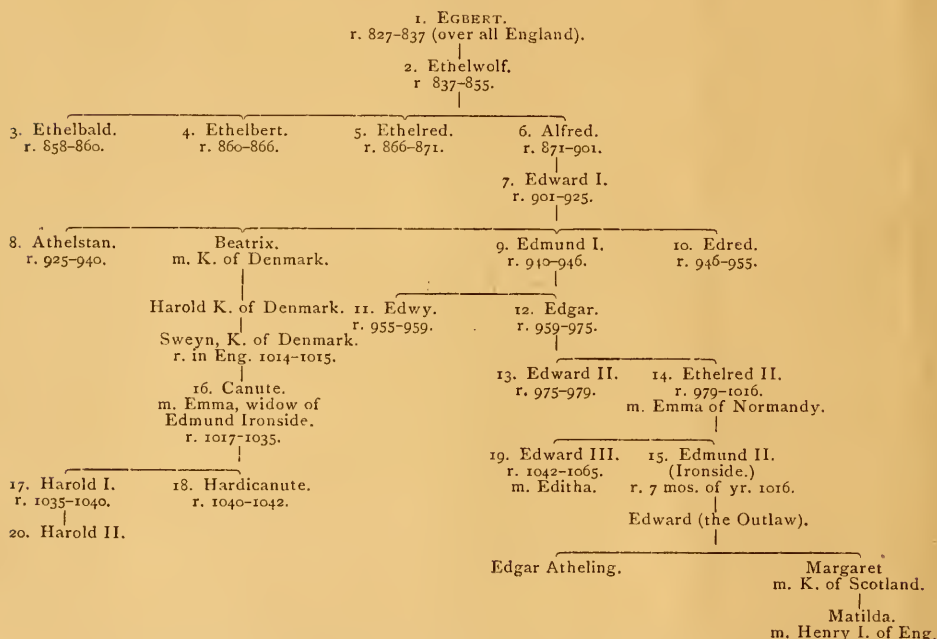 1. EGBERT.
r. 827-837 (over all England).
2. Ethelwolf.
r 837-855.
3. Ethelbald.
r. 858-860.
4. Ethelbert.
r. 860-866.
5. Ethelred.
r. 866-871.
6. Alfred.
r. 871-901.
7. Edward I.
r. 901-925.
8. Athelstan.
r. 925-940.
Beatrix.
m. K. of Denmark.
9. Edmund I.
r. 940-946.
10. Edred.
r. 946-955.
Harold K. of Denmark.
11. Edwy.
r. 955-959.
12. Edgar.
r. 959-975.
Sweyn, K. of Denmark.
r. in Eng. 1014-1015.
13. Edward II.
r. 975-979.
14. Ethelred II.
r. 979-1016.
m. Emma of Normandy.
16. Canute.
m. Emma, widow of
Edmund Ironside.
r. 1017-1035.
19. Edward III.
r. 1042-1065.
m. Editha.
15. Edmund II.
(Ironside.)
r. 7 mos. of yr. 1016.
17. Harold I.
r. 1035-1040.
18. Hardicanute.
r. 1040-1042.
20. Harold II.
Edward (the Outlaw).
Edgar Atheling.
Margaret
m. K. of Scotland.
Matilda.
m. Henry I. of Eng